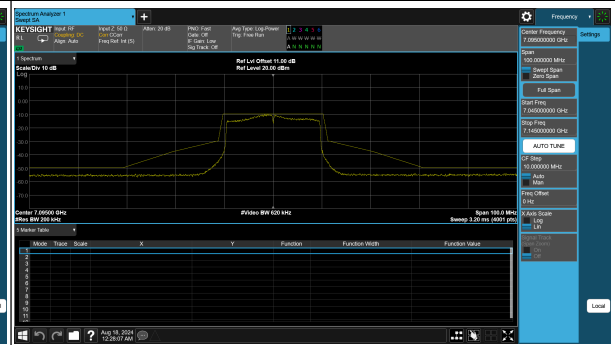 Spectrum Analyzer 1
Swept SA
Frequency
KEYSIGHT
Input: RF
Input Z: 50 Ω
Atten: 20 dB
PNO: Fast
Avg Type: Log-Power
1 2 3 4 5 6
RL
Coupling: DC
Corr CCorr
Gate: Off
Trig: Free Run
Align: Auto
Freq Ref: Int (S)
IF Gain: Low
Sig Track: Off
A N N N N N
Center Frequency
7.095000000 GHz
Settings
Span
100.000000 MHz
Swept Span
Zero Span
Full Span
Start Freq
7.045000000 GHz
Stop Freq
7.145000000 GHz
AUTO TUNE
CF Step
10.000000 MHz
Auto
Man
Freq Offset
0 Hz
X Axis Scale
Log
Lin
Signal Track
On
Off
Local
1 Spectrum
Scale/Div 10 dB
Ref Lvl Offset 11.00 dB
Ref Level 20.00 dBm
Log
10.0
0.00
-10.0
-20.0
-30.0
-40.0
-50.0
-60.0
-70.0
Center 7.09500 GHz
#Video BW 620 kHz
Span 100.0 MHz
#Res BW 200 kHz
Sweep 3.20 ms (4001 pts)
5 Marker Table
Mode Trace Scale X Y Function Function Width Function Value
1
2
3
4
5
6
7
8
9
10
11
Aug 18, 2024
12:28:07 AM